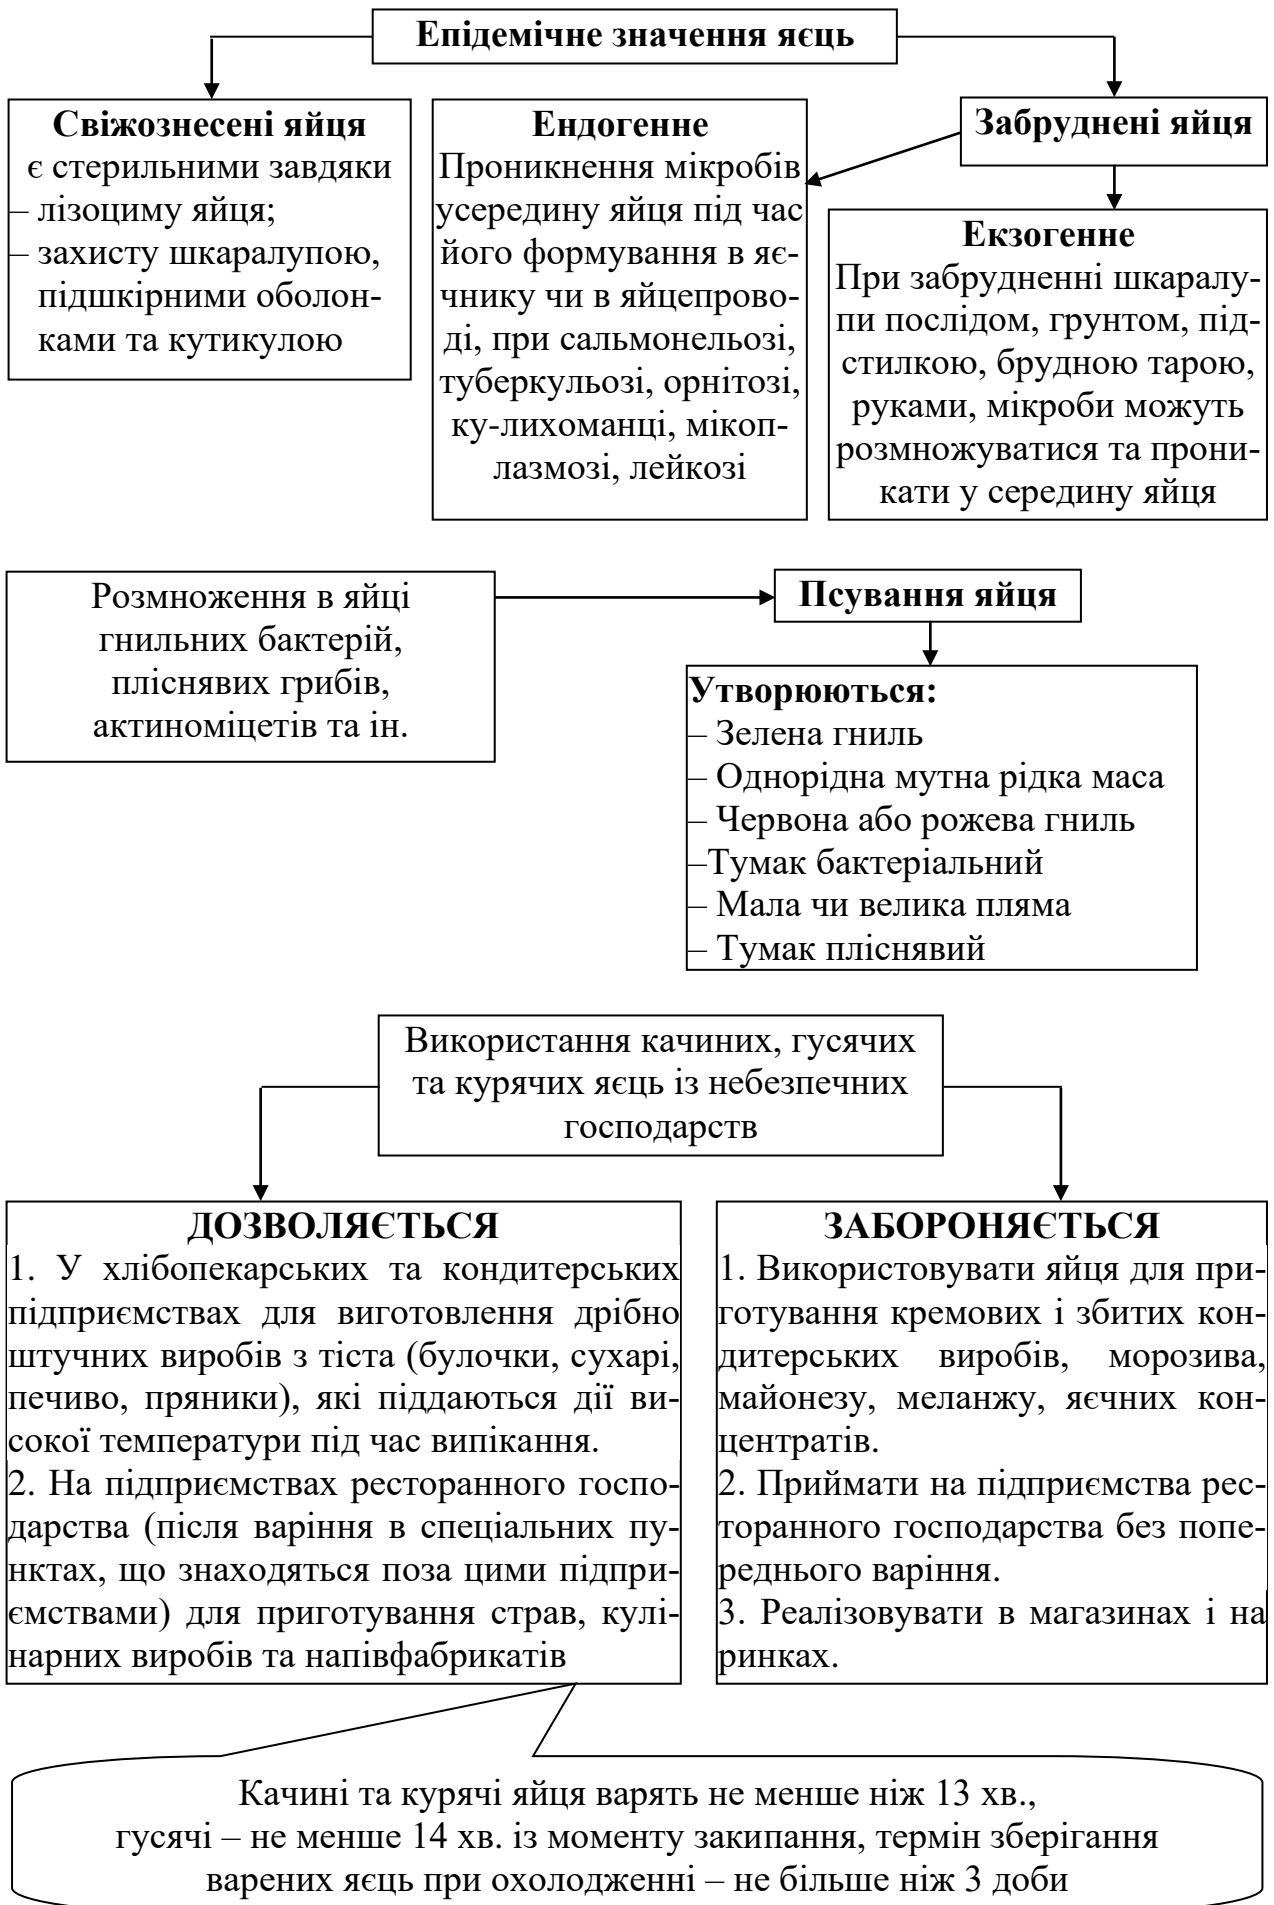 Епідемічне значення яєць
Свіжознесені яйця
є стерильними завдяки
– лізоциму яйця;
– захисту шкаралупою,
підшкірними оболон-
ками та кутикулою
Ендогенне
Проникнення мікробів
усередину яйця під час
його формування в яє-
чнику чи в яйцепрово-
ді, при сальмонельозі,
туберкульозі, орнітозі,
ку-лихоманці, мікоп-
лазмозі, лейкозі
Забруднені яйця
Екзогенне
При забрудненні шкаралу-
пи послідом, грунтом, під-
стилкою, брудною тарою,
руками, мікроби можуть
розмножуватися та прони-
кати у середину яйця
Розмноження в яйці
гнильних бактерій,
пліснявих грибів,
актиноміцетів та ін.
Псування яйця
Утворюються:
– Зелена гниль
– Однорідна мутна рідка маса
– Червона або рожева гниль
–Тумак бактеріальний
– Мала чи велика пляма
– Тумак пліснявий
Використання качиних, гусячих
та курячих яєць із небезпечних
господарств
ДОЗВОЛЯЄТЬСЯ
1. У хлібопекарських та кондитерських
підприємствах для виготовлення дрібно
штучних виробів з тіста (булочки, сухарі,
печиво, пряники), які піддаються дії ви-
сокої температури під час випікання.
2. На підприємствах ресторанного госпо-
дарства (після варіння в спеціальних пу-
нктах, що знаходяться поза цими підпри-
ємствами) для приготування страв, кулі-
нарних виробів та напівфабрикатів
ЗАБОРОНЯЄТЬСЯ
1. Використовувати яйця для при-
готування кремових і збитих кон-
дитерських виробів, морозива,
майонезу, меланжу, яєчних кон-
центратів.
2. Приймати на підприємства рес-
торанного господарства без попе-
реднього варіння.
3. Реалізовувати в магазинах і на
ринках.
Качині та курячі яйця варять не менше ніж 13 хв.,
гусячі – не менше 14 хв. із моменту закипання, термін зберігання
варених яєць при охолодженні – не більше ніж 3 доби